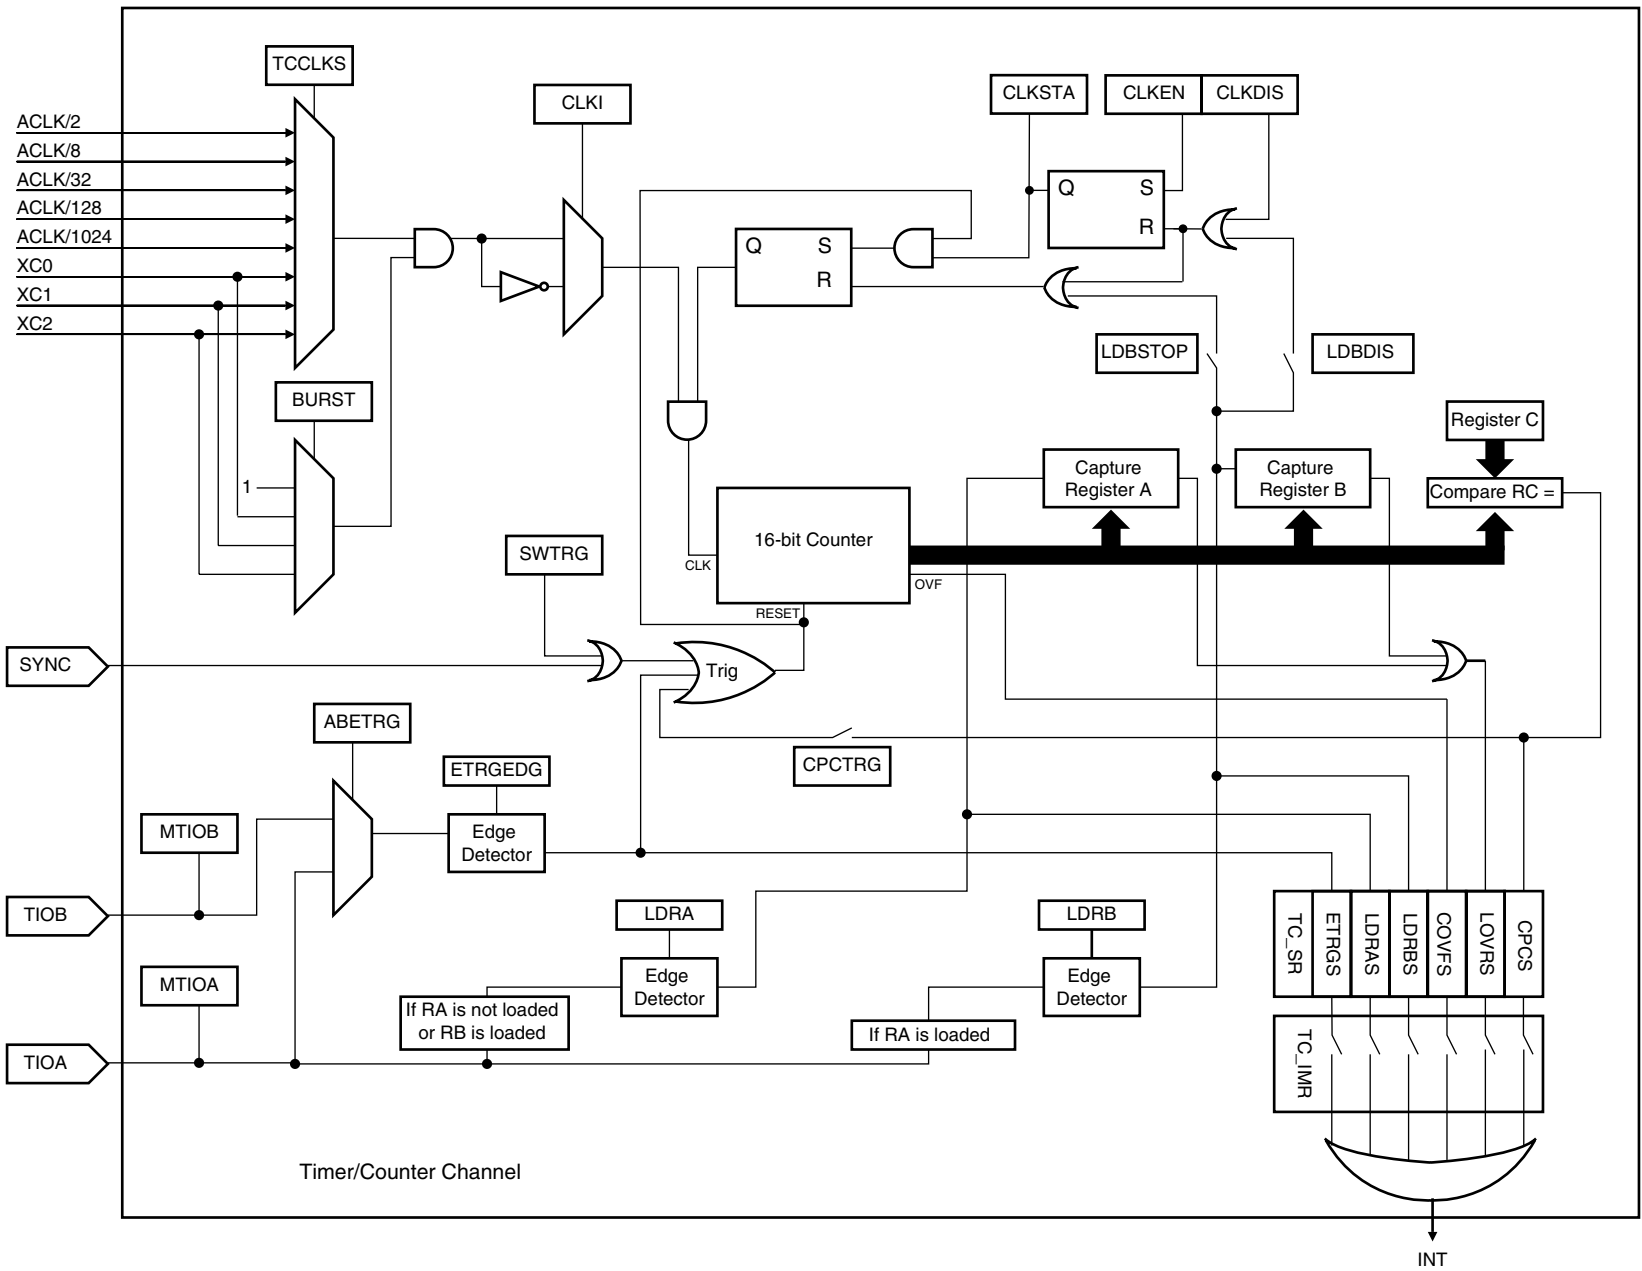 TCCLKS
CLKI
CLKSTA
CLKEN
CLKDIS
ACLK/2
ACLK/8
ACLK/32
ACLK/128
ACLK/1024
XC0
XC1
XC2
Q
S
R
Q
S
R
LDBSTOP
LDBDIS
BURST
1
Register C
Capture
Register A
Capture
Register B
Compare RC =
16-bit Counter
SWTRG
CLK
OVF
RESET
SYNC
Trig
ABETRG
ETRGEDG
CPCTRG
MTIOB
Edge
Detector
TIOB
LDRA
LDRB
TC_SR
ETRGS
LDRAS
LDRBS
COVFS
LOVRS
CPCS
MTIOA
Edge
Detector
Edge
Detector
If RA is not loaded
or RB is loaded
If RA is loaded
TIOA
TC_IMR
Timer/Counter Channel
INT